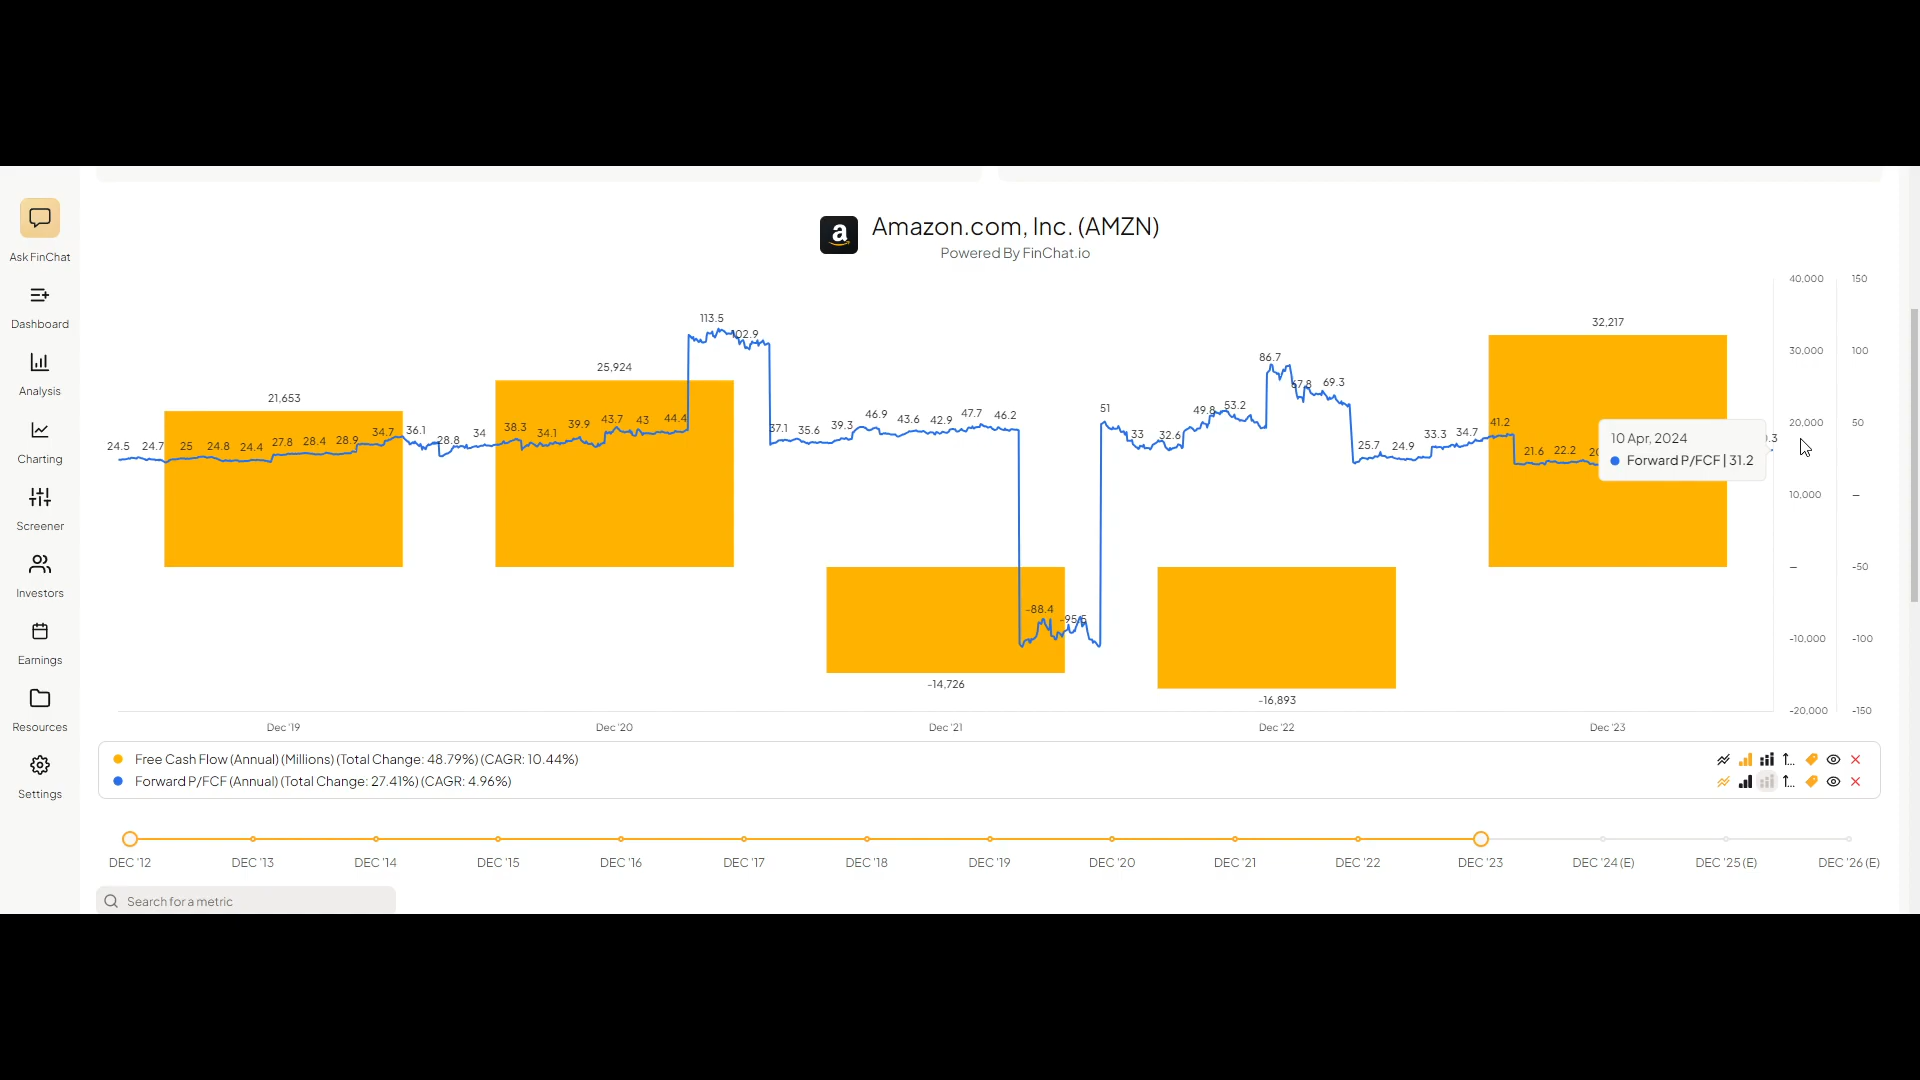 Ask FinChat
Dashboard
Analysis
Charting
Screener
Investors
Earnings
Resources
Settings
a
Amazon.com, Inc. (AMZN)
Powered By FinChat.io
40,000 150
30,000 100
20,000 50
10,000 –
– -50
-10,000 -100
-20,000 -150
21,653
25,924
-14,726
-16,893
32,217
24.5 24.7 25 24.8 24.4 27.8 28.4 28.9 34.7 36.1 28.8 34 38.3 34.1 39.9 43.7 43 44.4 113.5 102.9 37.1 35.6 39.3 46.9 43.6 42.9 47.7 46.2 -88.4 -95.5 51 33 32.6 49.8 53.2 86.7 67.8 69.3 25.7 24.9 33.3 34.7 41.2 21.6 22.2
10 Apr, 2024
Forward P/FCF | 31.2
Dec '19 Dec '20 Dec '21 Dec '22 Dec '23
Free Cash Flow (Annual) (Millions) (Total Change: 48.79%) (CAGR: 10.44%)
Forward P/FCF (Annual) (Total Change: 27.41%) (CAGR: 4.96%)
DEC '12 DEC '13 DEC '14 DEC '15 DEC '16 DEC '17 DEC '18 DEC '19 DEC '20 DEC '21 DEC '22 DEC '23 DEC '24 (E) DEC '25 (E) DEC '26 (E)
Search for a metric